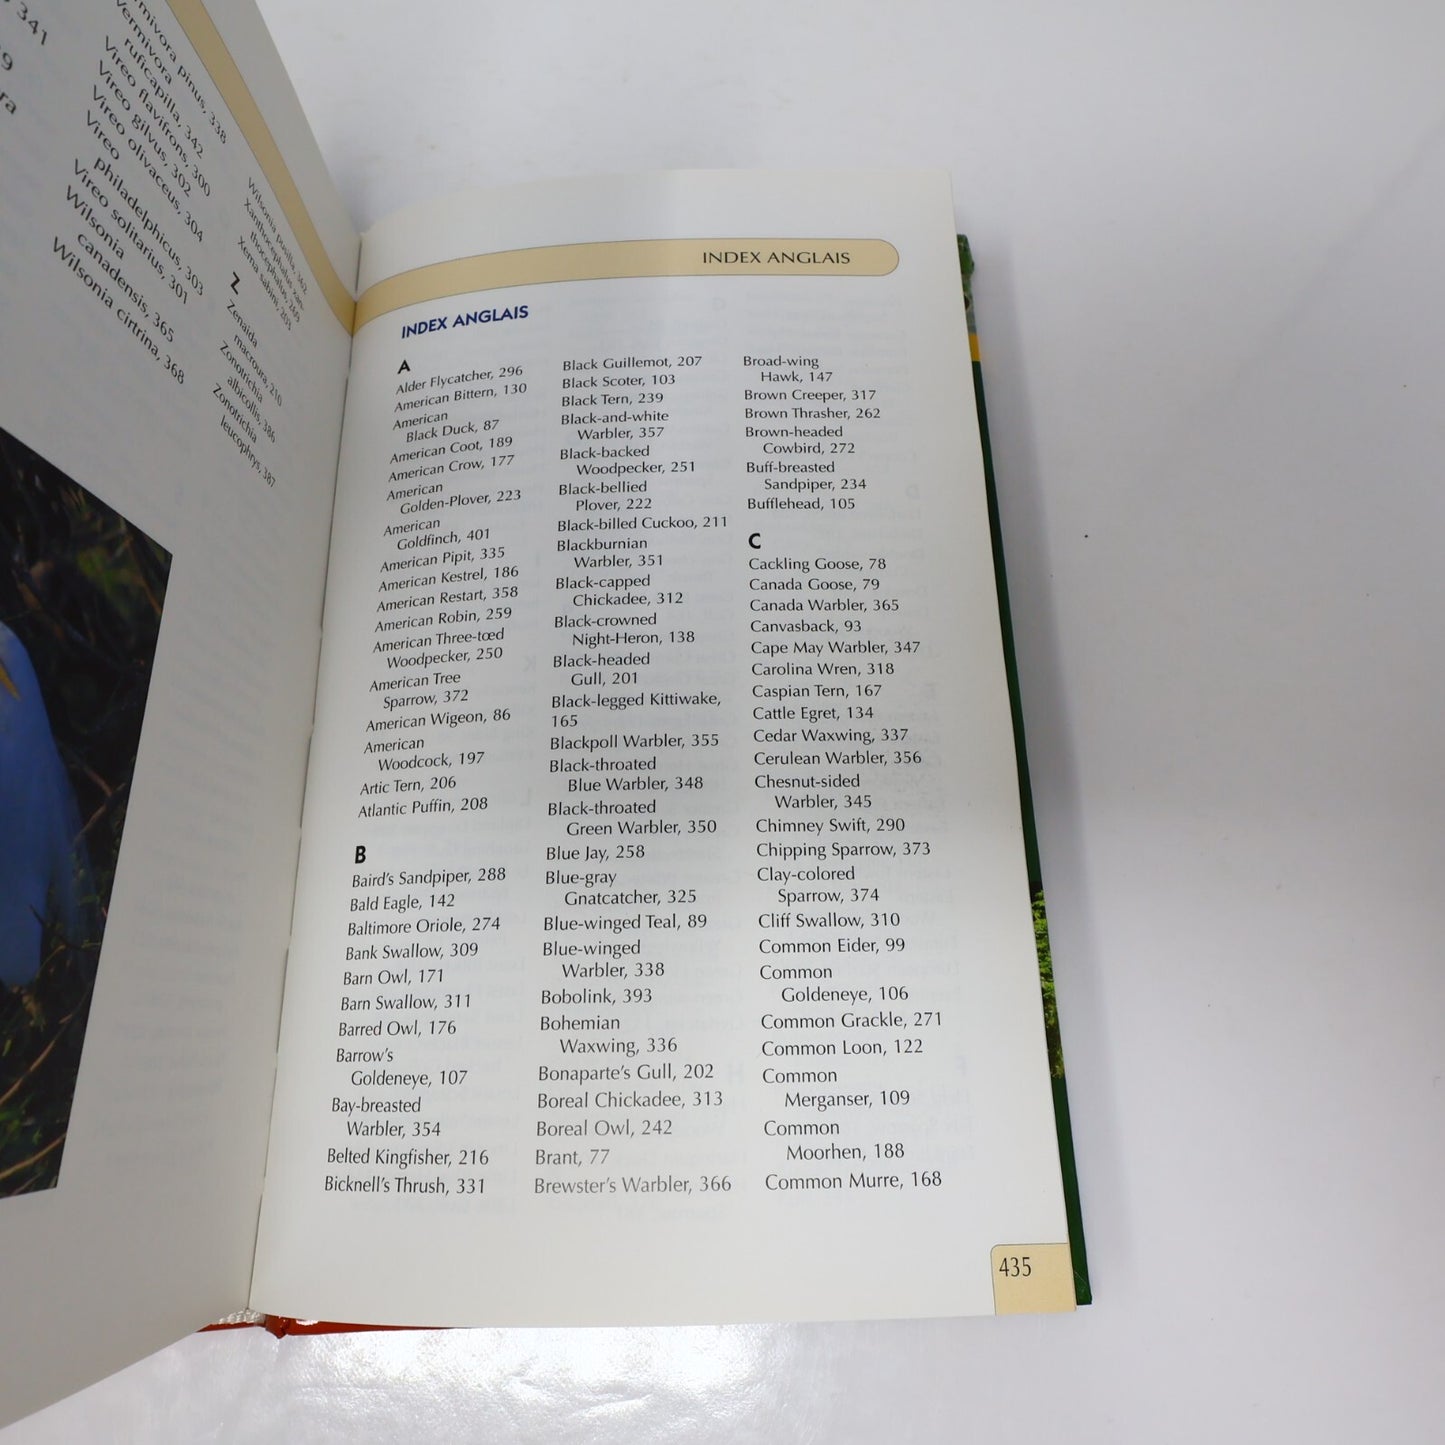 341
9
ra
Vermivora pinus, 338
Vermivora
ruficapilla, 342
Vireo flavifrons, 300
Vireo gilvus, 302
Vireo olivaceus, 304
Vireo
philadelphicus, 303
Vireo solitarius, 301
Wilsonia
canadensis, 365
Wilsonia cirtrina, 368
Wilsonia pusilla, 362
Xanthocephalus xan-
thocephalus, 269
Xema sabini, 203
Z
Zenaida
macroura, 210
Zonotrichia
albicollis, 386
Zonotrichia
leucophrys, 387
INDEX ANGLAIS
INDEX ANGLAIS
A
Alder Flycatcher, 296
American Bittern, 130
American
Black Duck, 87
American Coot, 189
American Crow, 177
American
Golden-Plover, 223
American
Goldfinch, 401
American Pipit, 335
American Kestrel, 186
American Restart, 358
American Robin, 259
American Three-tœd
Woodpecker, 250
American Tree
Sparrow, 372
American Wigeon, 86
American
Woodcock, 197
Artic Tern, 206
Atlantic Puffin, 208
B
Baird's Sandpiper, 288
Bald Eagle, 142
Baltimore Oriole, 274
Bank Swallow, 309
Barn Owl, 171
Barn Swallow, 311
Barred Owl, 176
Barrow's
Goldeneye, 107
Bay-breasted
Warbler, 354
Belted Kingfisher, 216
Bicknell's Thrush, 331
Black Guillemot, 207
Black Scoter, 103
Black Tern, 239
Black-and-white
Warbler, 357
Black-backed
Woodpecker, 251
Black-bellied
Plover, 222
Black-billed Cuckoo, 211
Blackburnian
Warbler, 351
Black-capped
Chickadee, 312
Black-crowned
Night-Heron, 138
Black-headed
Gull, 201
Black-legged Kittiwake,
165
Blackpoll Warbler, 355
Black-throated
Blue Warbler, 348
Black-throated
Green Warbler, 350
Blue Jay, 258
Blue-gray
Gnatcatcher, 325
Blue-winged Teal, 89
Blue-winged
Warbler, 338
Bobolink, 393
Bohemian
Waxwing, 336
Bonaparte's Gull, 202
Boreal Chickadee, 313
Boreal Owl, 242
Brant, 77
Brewster's Warbler, 366
Broad-wing
Hawk, 147
Brown Creeper, 317
Brown Thrasher, 262
Brown-headed
Cowbird, 272
Buff-breasted
Sandpiper, 234
Bufflehead, 105
C
Cackling Goose, 78
Canada Goose, 79
Canada Warbler, 365
Canvasback, 93
Cape May Warbler, 347
Carolina Wren, 318
Caspian Tern, 167
Cattle Egret, 134
Cedar Waxwing, 337
Cerulean Warbler, 356
Chesnut-sided
Warbler, 345
Chimney Swift, 290
Chipping Sparrow, 373
Clay-colored
Sparrow, 374
Cliff Swallow, 310
Common Eider, 99
Common
Goldeneye, 106
Common Grackle, 271
Common Loon, 122
Common
Merganser, 109
Common
Moorhen, 188
Common Murre, 168
435